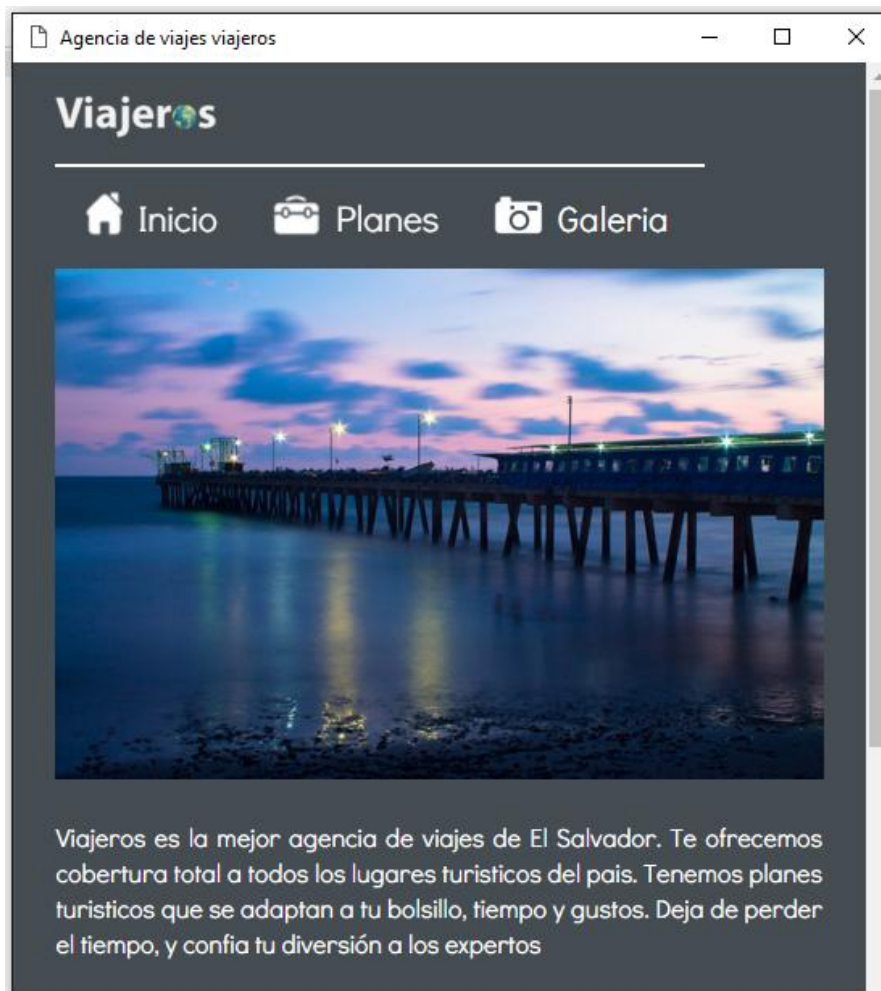 Agencia de viajes viajeros
Viajeros
Inicio Planes Galeria
Viajeros es la mejor agencia de viajes de El Salvador. Te ofrecemos
cobertura total a todos los lugares turisticos del pais. Tenemos planes
turisticos que se adaptan a tu bolsillo, tiempo y gustos. Deja de perder
el tiempo, y confia tu diversión a los expertos